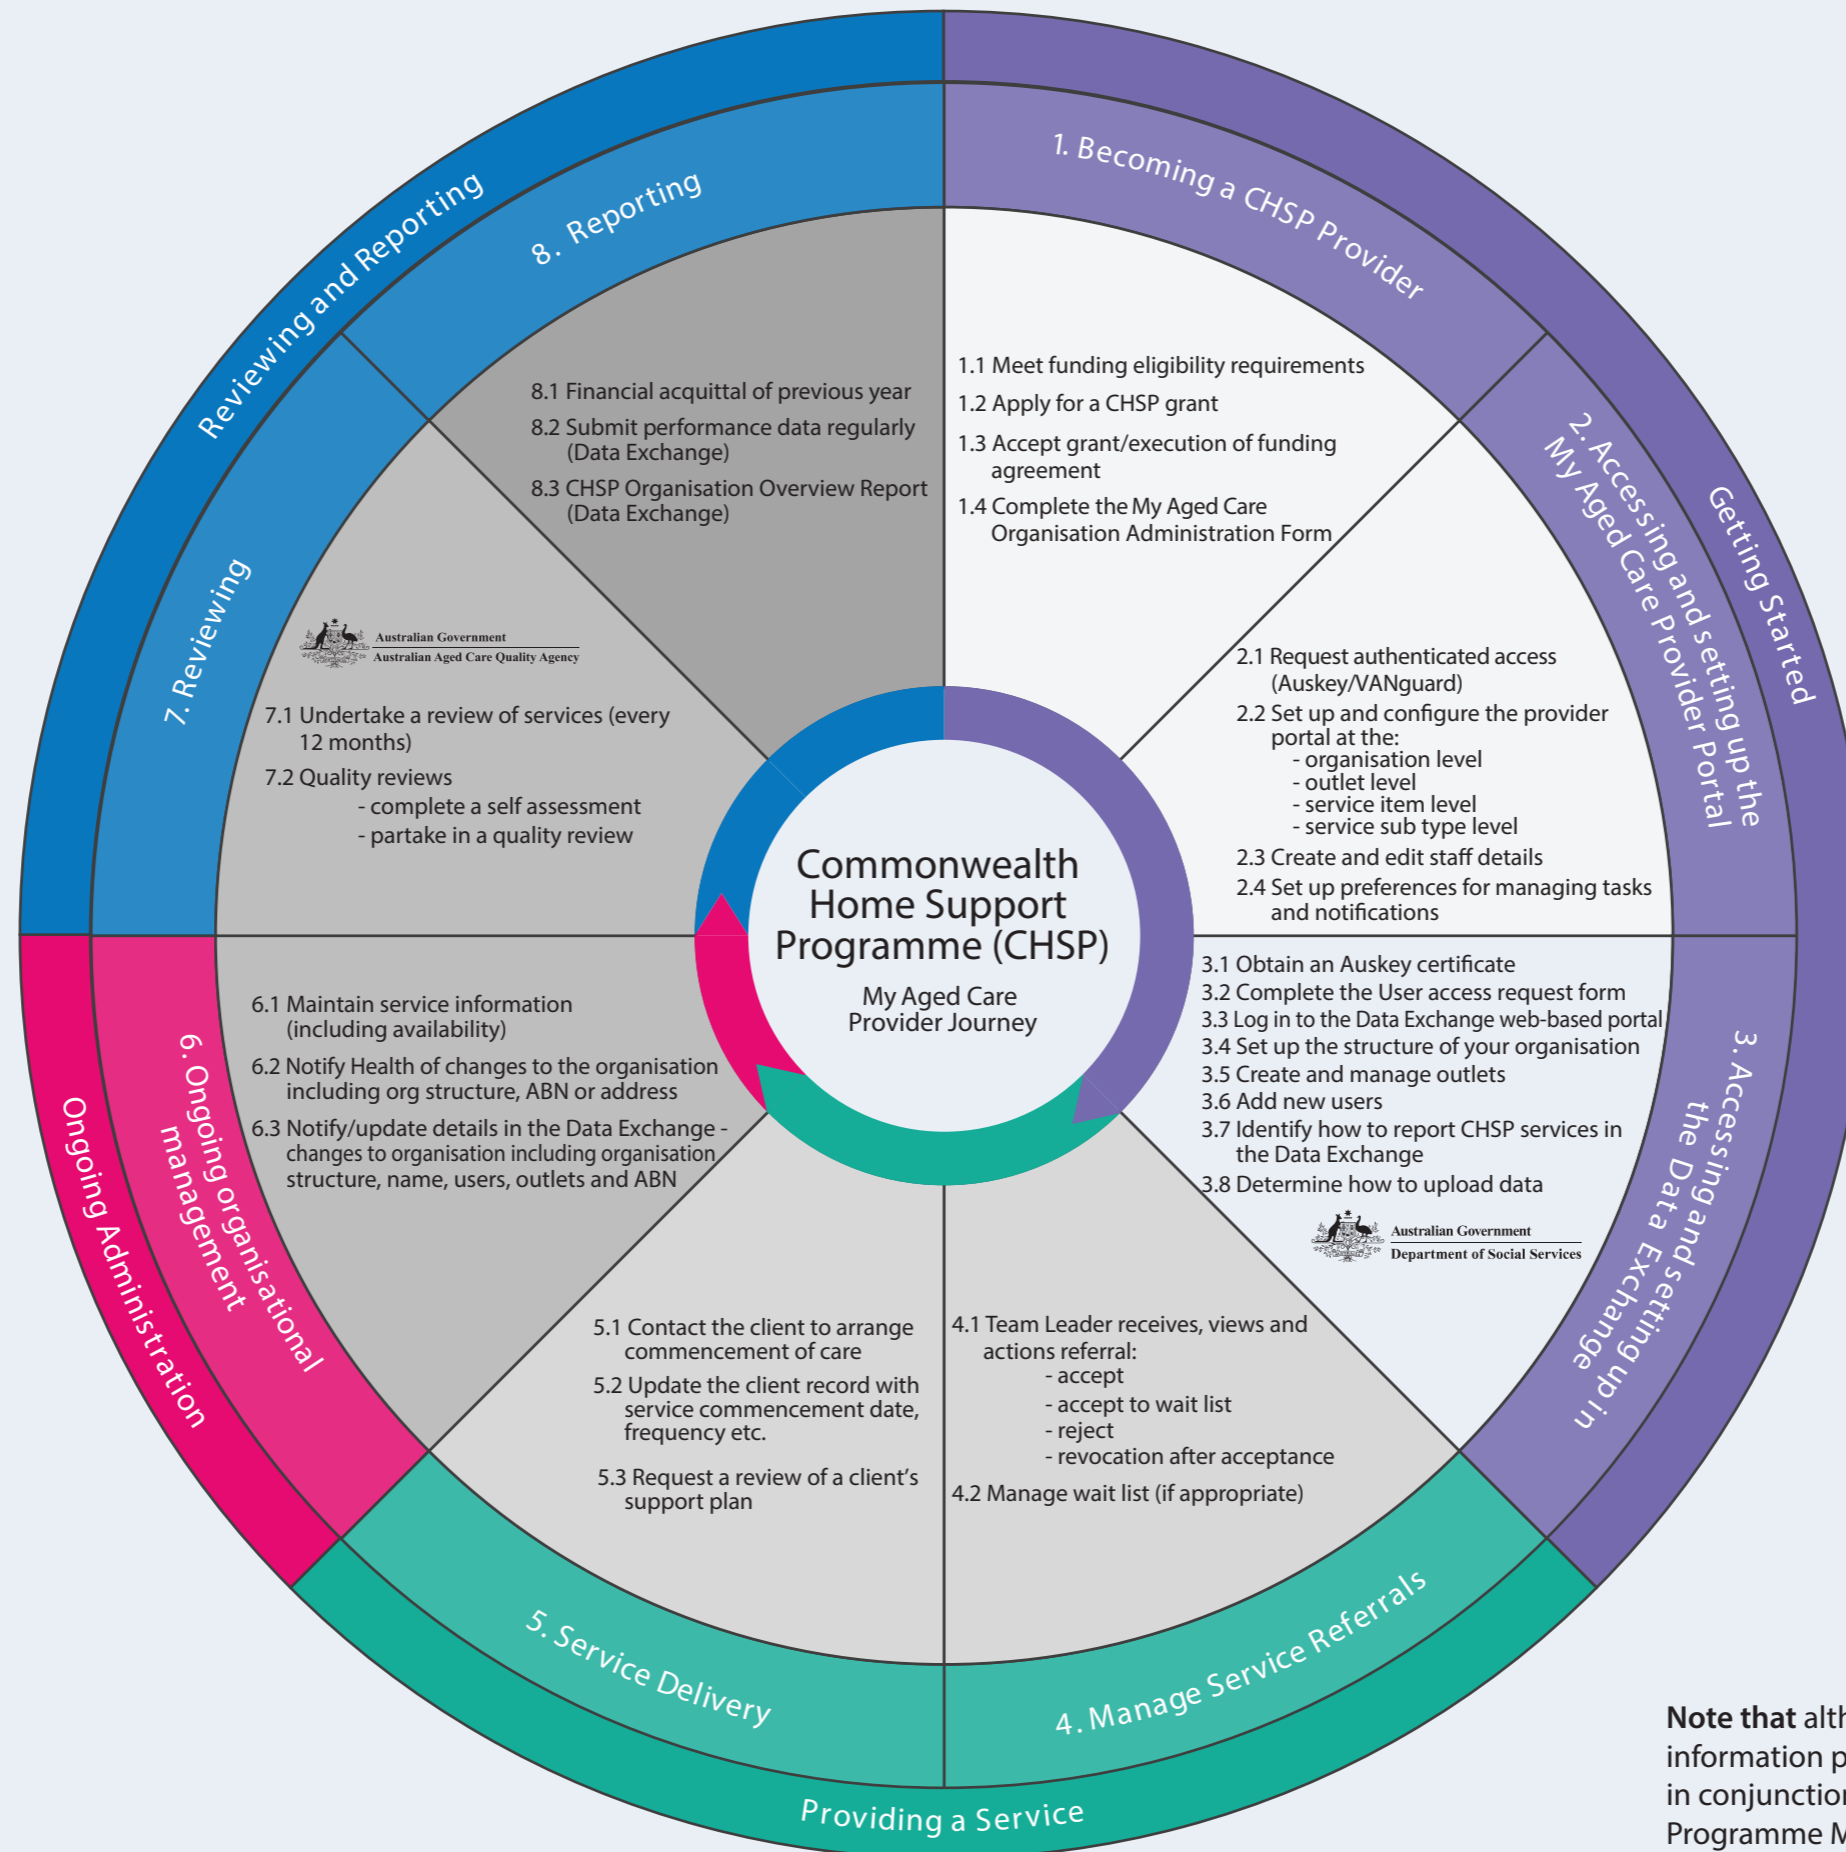 Commonwealth
Home Support
Programme (CHSP)
My Aged Care
Provider Journey
Getting Started
1. Becoming a CHSP Provider
1.1 Meet funding eligibility requirements
1.2 Apply for a CHSP grant
1.3 Accept grant/execution of funding
agreement
1.4 Complete the My Aged Care
Organisation Administration Form
2. Accessing and setting up the
My Aged Care Provider Portal
2.1 Request authenticated access
(Auskey/VANguard)
2.2 Set up and configure the provider
portal at the:
- organisation level
- outlet level
- service item level
- service sub type level
2.3 Create and edit staff details
2.4 Set up preferences for managing tasks
and notifications
3. Accessing and setting up in
the Data Exchange
3.1 Obtain an Auskey certificate
3.2 Complete the User access request form
3.3 Log in to the Data Exchange web-based portal
3.4 Set up the structure of your organisation
3.5 Create and manage outlets
3.6 Add new users
3.7 Identify how to report CHSP services in
the Data Exchange
3.8 Determine how to upload data
Australian Government
Department of Social Services
Providing a Service
4. Manage Service Referrals
4.1 Team Leader receives, views and
actions referral:
- accept
- accept to wait list
- reject
- revocation after acceptance
4.2 Manage wait list (if appropriate)
5. Service Delivery
5.1 Contact the client to arrange
commencement of care
5.2 Update the client record with
service commencement date,
frequency etc.
5.3 Request a review of a client's
support plan
Ongoing Administration
6. Ongoing organisational
management
6.1 Maintain service information
(including availability)
6.2 Notify Health of changes to the organisation
including org structure, ABN or address
6.3 Notify/update details in the Data Exchange -
changes to organisation including organisation
structure, name, users, outlets and ABN
Reviewing and Reporting
7. Reviewing
Australian Government
Australian Aged Care Quality Agency
7.1 Undertake a review of services (every
12 months)
7.2 Quality reviews
- complete a self assessment
- partake in a quality review
8. Reporting
8.1 Financial acquittal of previous year
8.2 Submit performance data regularly
(Data Exchange)
8.3 CHSP Organisation Overview Report
(Data Exchange)
Note that
information
in conjunction
Programme